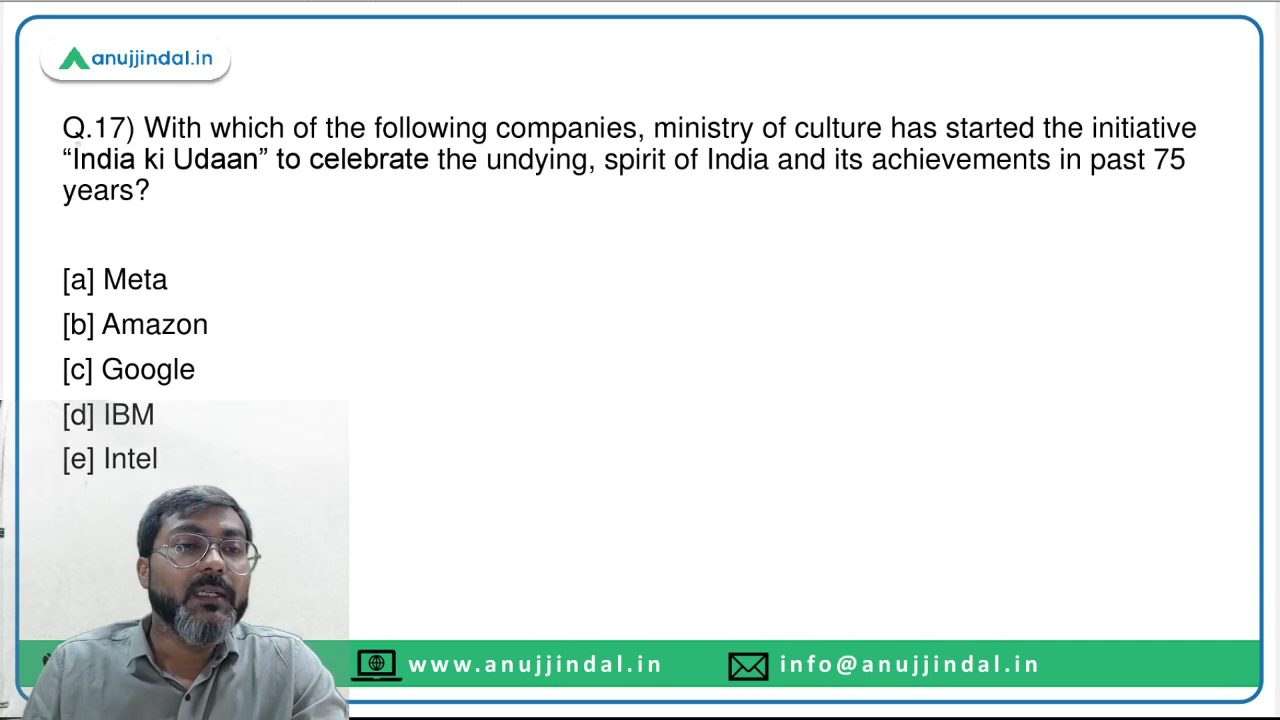 anujjindal.in
Q.17) With which of the following companies, ministry of culture has started the initiative
“India ki Udaan” to celebrate the undying, spirit of India and its achievements in past 75
years?
[a] Meta
[b] Amazon
[c] Google
[d] IBM
[e] Intel
www.anujjindal.in
info@anujjindal.in